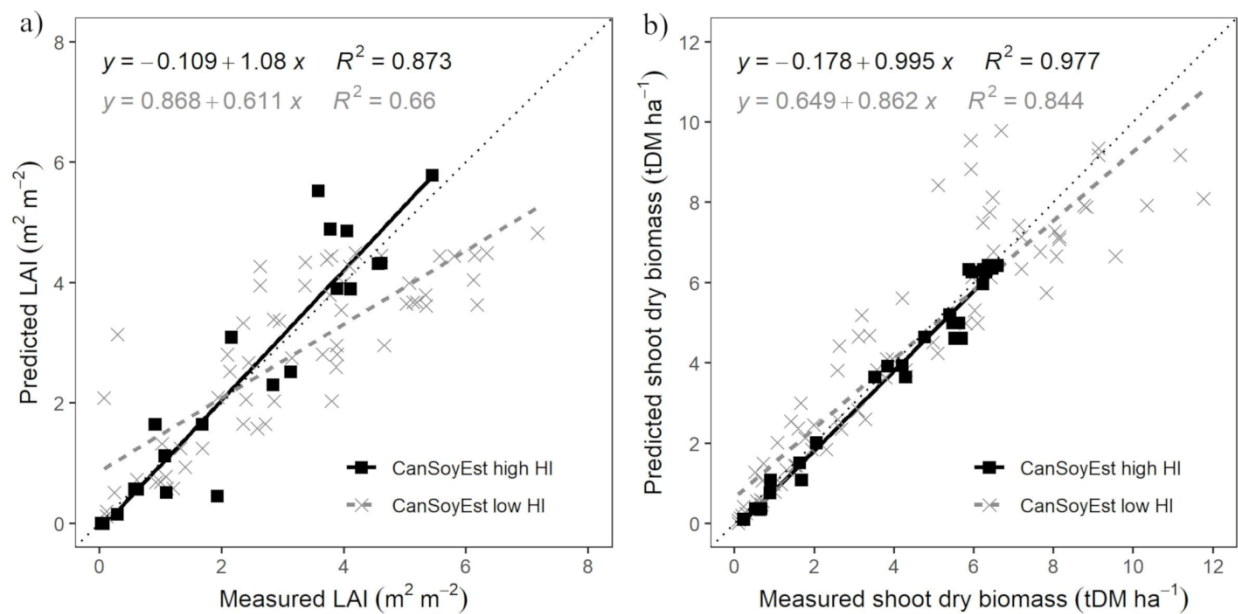 a)
y = −0.109 + 1.08 x R² = 0.873
y = 0.868 + 0.611 x R² = 0.66
Predicted LAI (m² m⁻²)
8
6
4
2
0
CanSoyEst high HI
CanSoyEst low HI
0 2 4 6 8
Measured LAI (m² m⁻²)
b)
y = −0.178 + 0.995 x R² = 0.977
y = 0.649 + 0.862 x R² = 0.844
Predicted shoot dry biomass (tDM ha⁻¹)
12
10
8
6
4
2
0
CanSoyEst high HI
CanSoyEst low HI
0 2 4 6 8 10 12
Measured shoot dry biomass (tDM ha⁻¹)